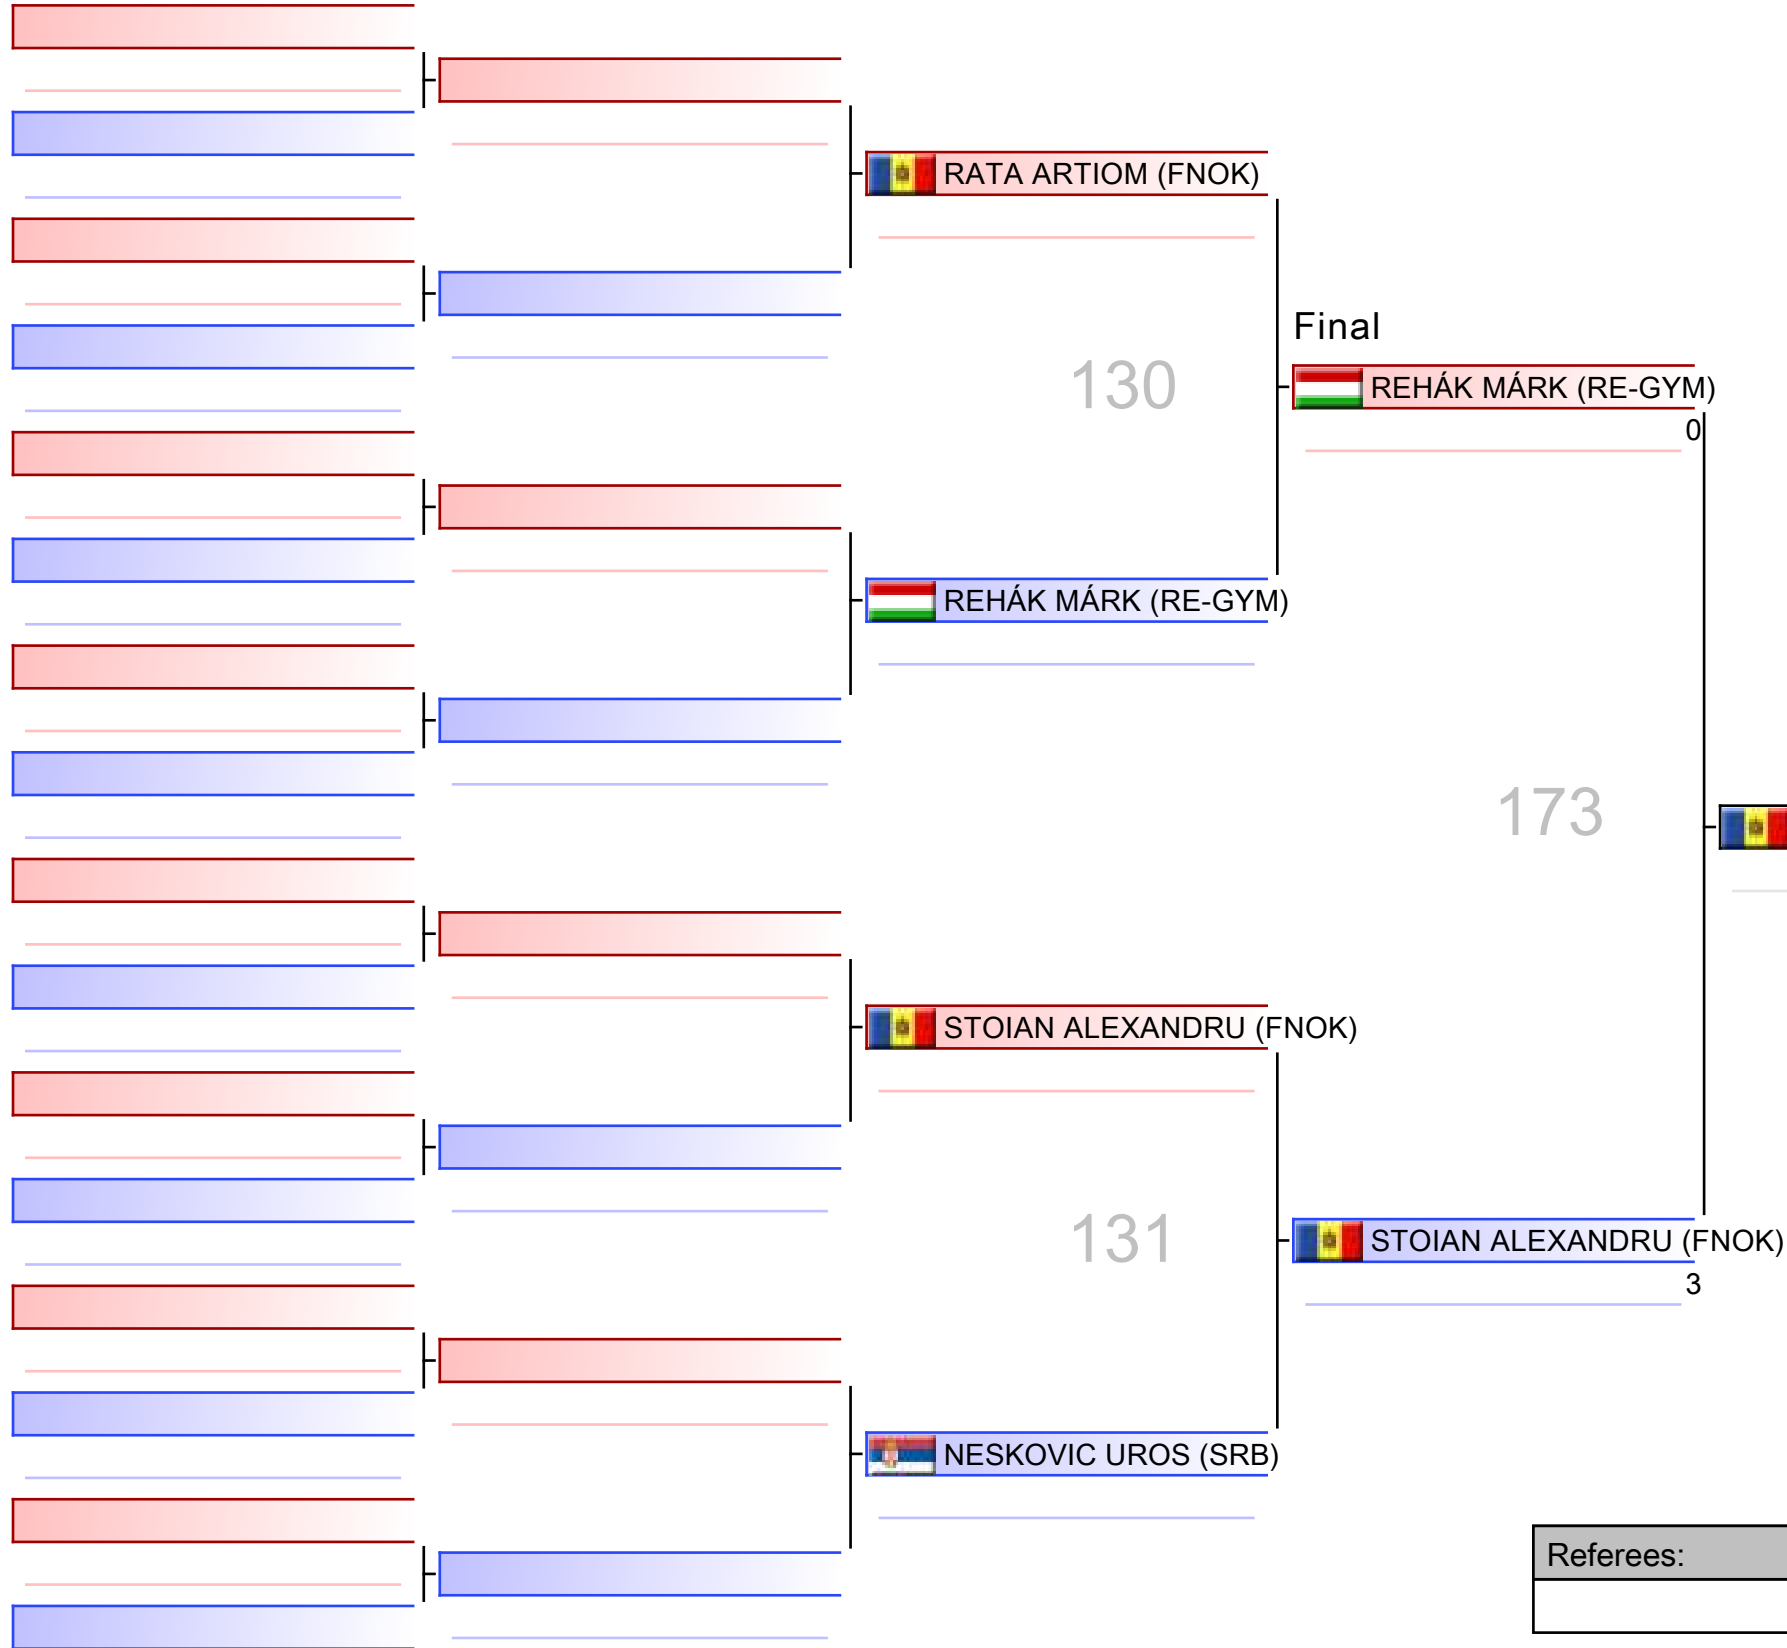 RATA ARTIOM (FNOK)
Final
130
REHÁK MÁRK (RE-GYM)
0
REHÁK MÁRK (RE-GYM)
173
STOIAN ALEXANDRU (FNOK)
131
STOIAN ALEXANDRU (FNOK)
3
NESKOVIC UROS (SRB)
Referees: